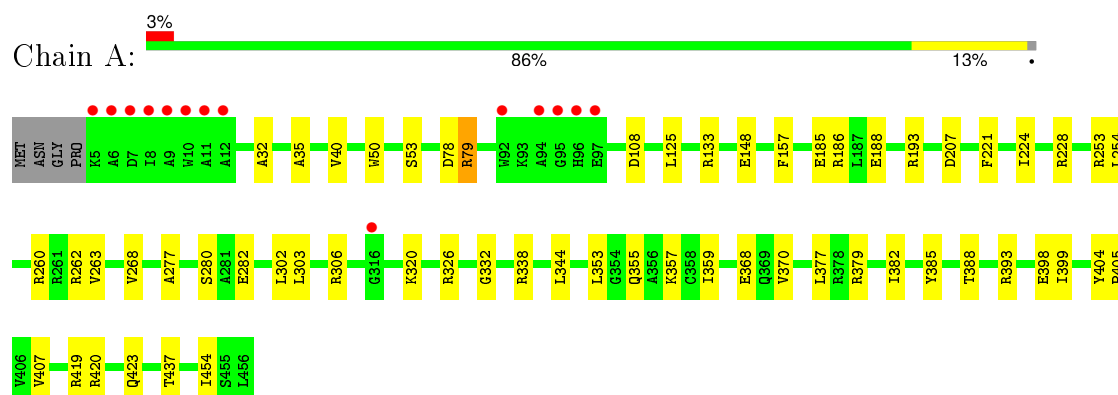 3%
Chain A:
86% 13% •
MET ASN GLY PRO K5 A6 D7 I8 A9 W10 A11 A12 A32 A35 V40 W50 S53 D78 R79 W92 K93 A94 G95 H96 E97 D108 L125 R133 E148 F157 E185 R186 L187 E188 R193 D207 F221 I224 R228 R253 L254
R260 R261 R262 V263 V268 A277 S280 A281 E282 L302 L303 R306 G316 K320 R326 G332 R338 L344 L353 G354 Q355 A356 K357 C358 I359 E368 Q369 V370 L377 R378 R379 I382 Y385 T388 R393 E398 I399 Y404 P405
V406 V407 R419 R420 Q423 T437 I454 S455 L456